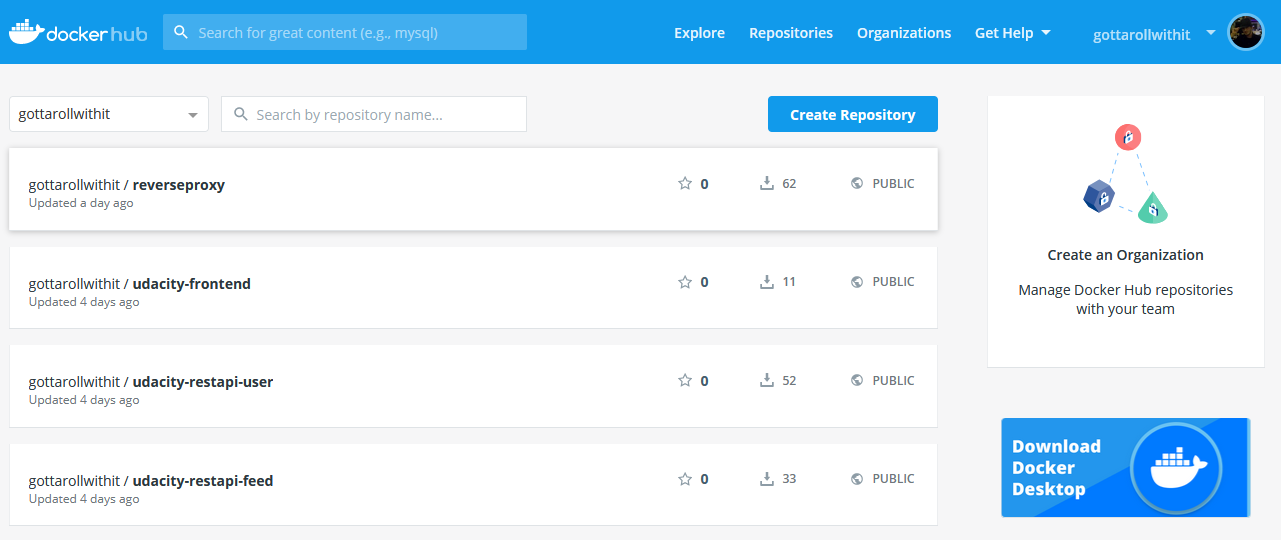 dockerhub
Search for great content (e.g., mysql)
Explore
Repositories
Organizations
Get Help
gottarollwithit
gottarollwithit
Search by repository name...
Create Repository
gottarollwithit / reverseproxy
Updated a day ago
0
62
PUBLIC
gottarollwithit / udacity-frontend
Updated 4 days ago
0
11
PUBLIC
gottarollwithit / udacity-restapi-user
Updated 4 days ago
0
52
PUBLIC
gottarollwithit / udacity-restapi-feed
Updated 4 days ago
0
33
PUBLIC
Create an Organization
Manage Docker Hub repositories
with your team
Download
Docker
Desktop